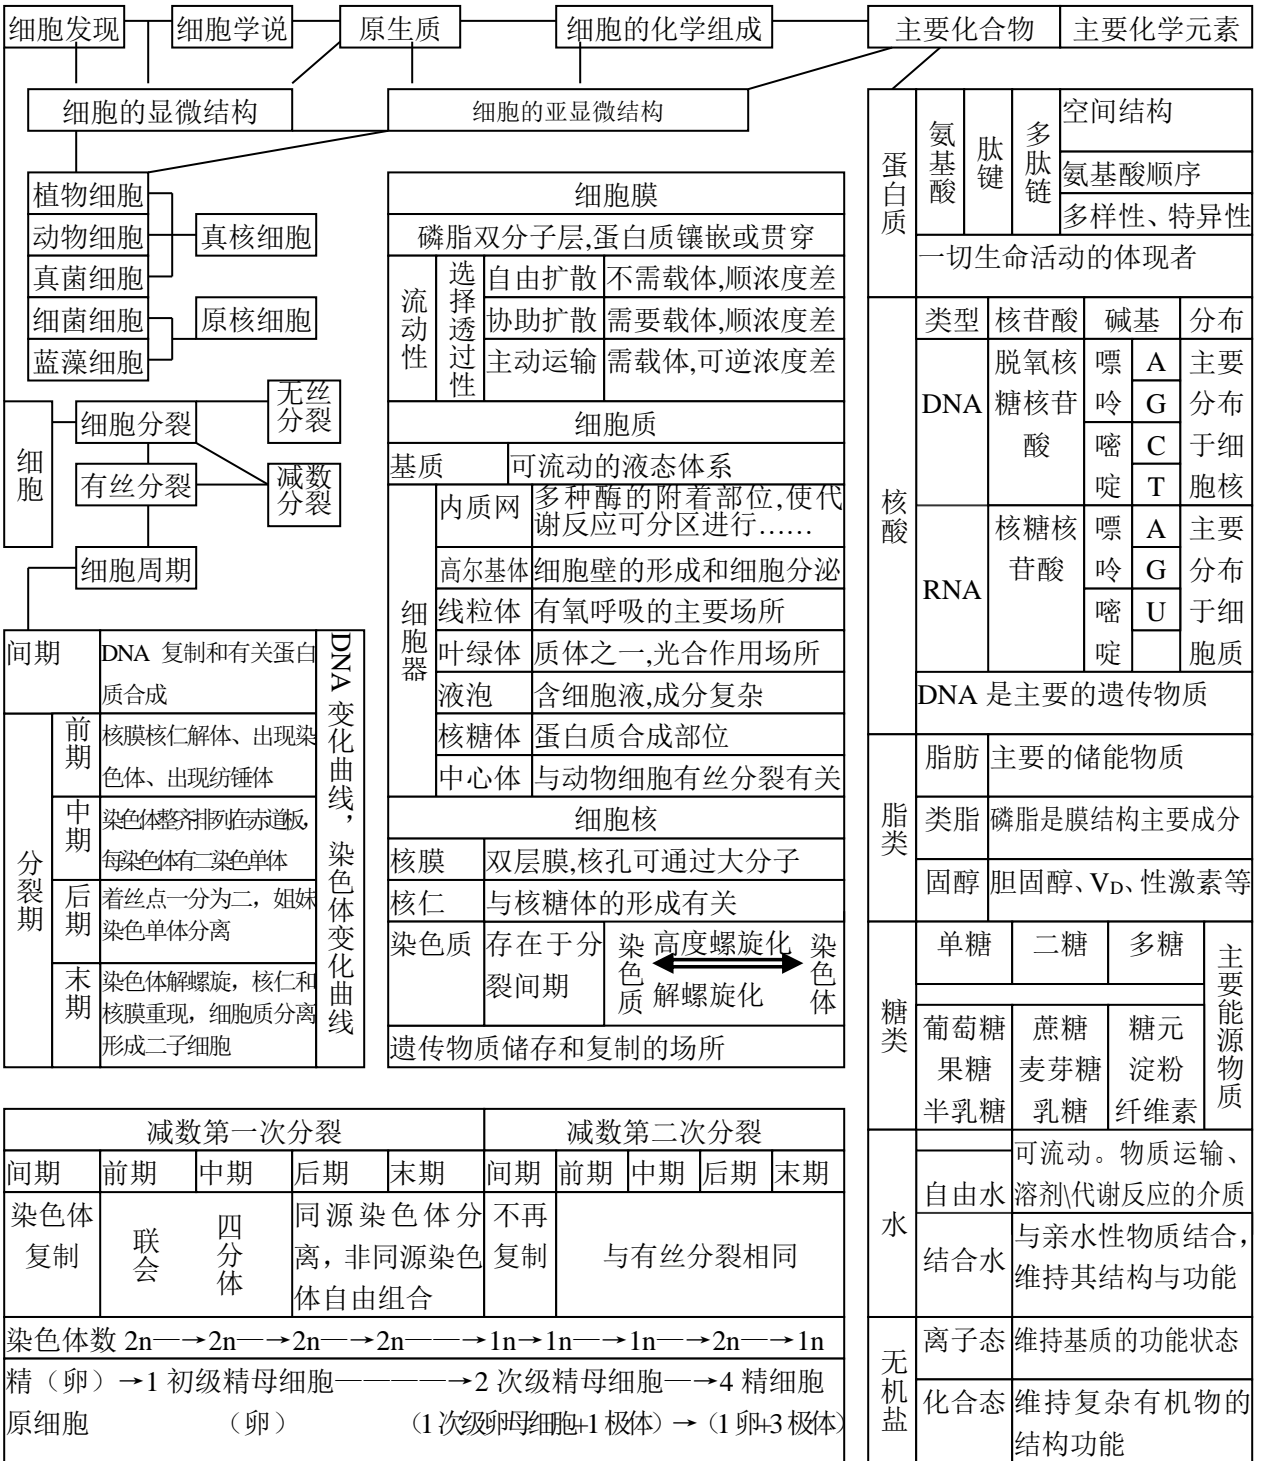 细胞发现
细胞学说
原生质
细胞的化学组成
主要化合物
主要化学元素
细胞的显微结构
细胞的亚显微结构
植物细胞
动物细胞
真菌细胞
细菌细胞
蓝藻细胞
真核细胞
原核细胞
细胞
细胞分裂
无丝
分裂
有丝分裂
减数
分裂
细胞周期
间期
DNA 复制和有关蛋白
质合成
分裂期
前期
核膜核仁解体、出现染
色体、出现纺锤体
中期
染色体整齐排列在赤道板,
每染色体有二染色单体
后期
着丝点一分为二，姐妹
染色单体分离
末期
染色体解螺旋，核仁和
核膜重现，细胞质分离
形成二子细胞
DNA变化曲线，染色体变化曲线
细胞膜
磷脂双分子层,蛋白质镶嵌或贯穿
流动性
选择透过性
自由扩散
不需载体,顺浓度差
协助扩散
需要载体,顺浓度差
主动运输
需载体,可逆浓度差
细胞质
基质
可流动的液态体系
细胞器
内质网
多种酶的附着部位,使代
谢反应可分区进行……
高尔基体
细胞壁的形成和细胞分泌
线粒体
有氧呼吸的主要场所
叶绿体
质体之一,光合作用场所
液泡
含细胞液,成分复杂
核糖体
蛋白质合成部位
中心体
与动物细胞有丝分裂有关
细胞核
核膜
双层膜,核孔可通过大分子
核仁
与核糖体的形成有关
染色质
存在于分
裂间期
染色质
高度螺旋化
解螺旋化
染色体
遗传物质储存和复制的场所
蛋白质
氨基酸
肽键
多肽链
空间结构
氨基酸顺序
多样性、特异性
一切生命活动的体现者
核酸
类型
核苷酸
碱基
分布
DNA
脱氧核
糖核苷
酸
嘌
呤
嘧
啶
A
G
C
T
主要
分布
于细
胞核
RNA
核糖核
苷酸
嘌
呤
嘧
啶
A
G
U
主要
分布
于细
胞质
DNA 是主要的遗传物质
脂类
脂肪
主要的储能物质
类脂
磷脂是膜结构主要成分
固醇
胆固醇、VD、性激素等
糖类
单糖
二糖
多糖
葡萄糖
果糖
半乳糖
蔗糖
麦芽糖
乳糖
糖元
淀粉
纤维素
主要能源物质
水
自由水
可流动。物质运输、
溶剂\代谢反应的介质
结合水
与亲水性物质结合，
维持其结构与功能
无机盐
离子态
维持基质的功能状态
化合态
维持复杂有机物的
结构功能
减数第一次分裂
减数第二次分裂
间期
前期
中期
后期
末期
间期
前期
中期
后期
末期
染色体
复制
联会
四分体
同源染色体分
离，非同源染色
体自由组合
不再
复制
与有丝分裂相同
染色体数 2n—→2n—→2n—→2n——→1n→1n—→1n—→2n—→1n
精（卵）→1 初级精母细胞———→2 次级精母细胞—→4 精细胞
原细胞 （卵） （1 次级卵母细胞+1 极体）→（1 卵+3 极体）